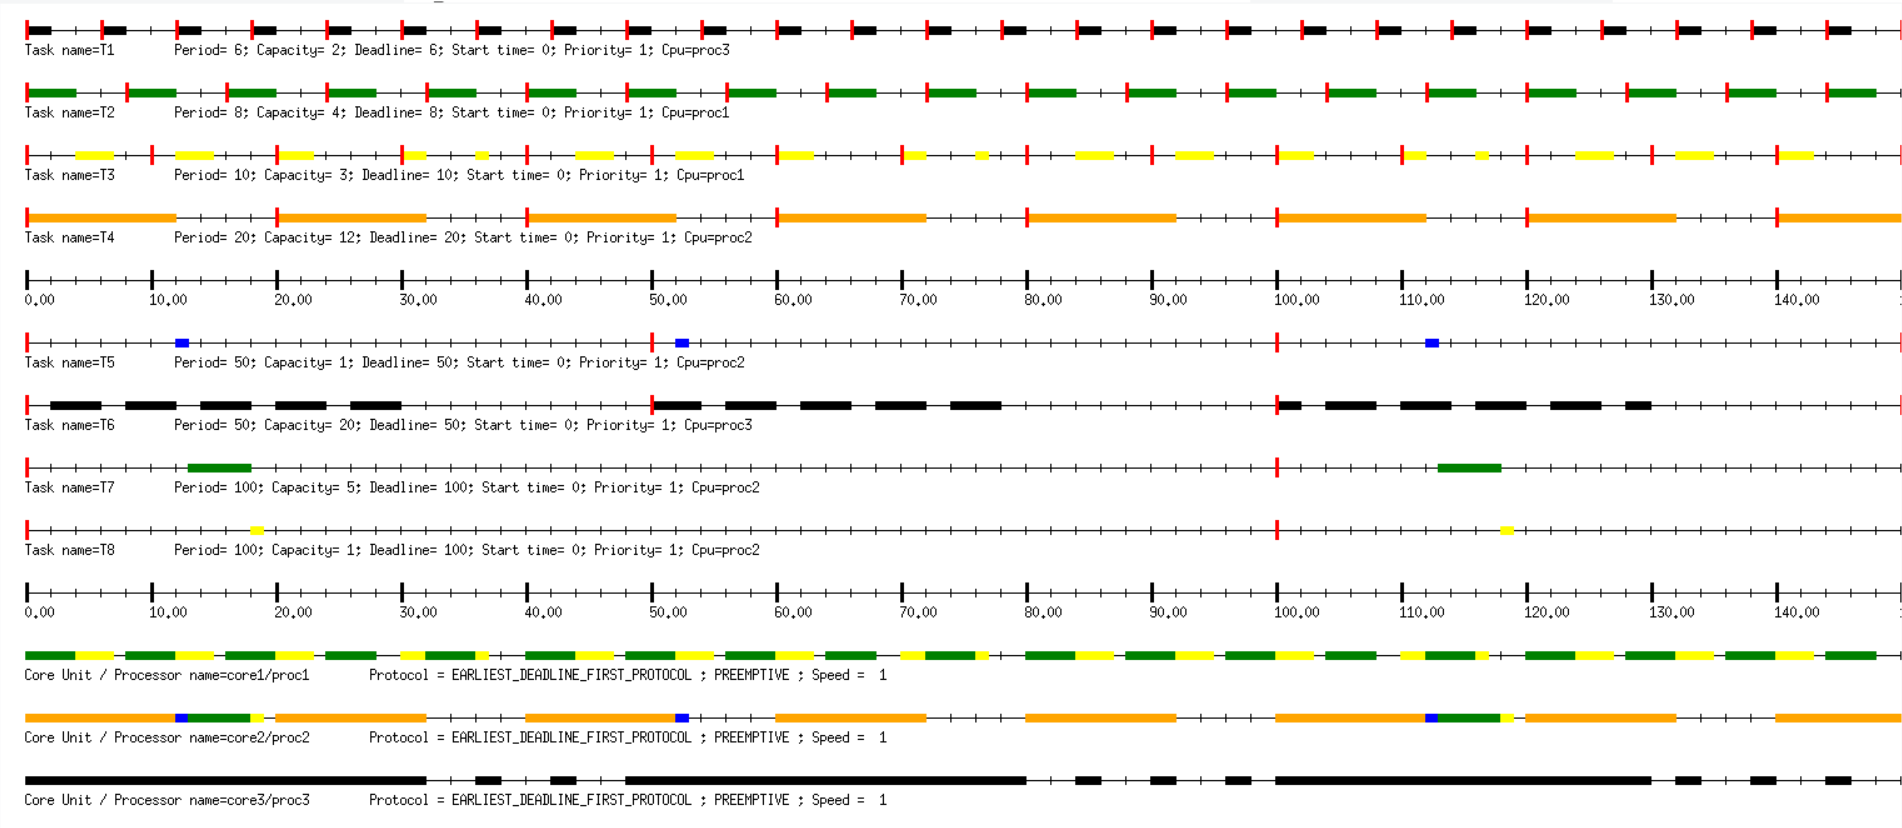 Task name=T1 Period= 6; Capacity= 2; Deadline= 6; Start time= 0; Priority= 1; Cpu=proc3
Task name=T2 Period= 8; Capacity= 4; Deadline= 8; Start time= 0; Priority= 1; Cpu=proc1
Task name=T3 Period= 10; Capacity= 3; Deadline= 10; Start time= 0; Priority= 1; Cpu=proc1
Task name=T4 Period= 20; Capacity= 12; Deadline= 20; Start time= 0; Priority= 1; Cpu=proc2
0.00 10.00 20.00 30.00 40.00 50.00 60.00 70.00 80.00 90.00 100.00 110.00 120.00 130.00 140.00
Task name=T5 Period= 50; Capacity= 1; Deadline= 50; Start time= 0; Priority= 1; Cpu=proc2
Task name=T6 Period= 50; Capacity= 20; Deadline= 50; Start time= 0; Priority= 1; Cpu=proc3
Task name=T7 Period= 100; Capacity= 5; Deadline= 100; Start time= 0; Priority= 1; Cpu=proc2
Task name=T8 Period= 100; Capacity= 1; Deadline= 100; Start time= 0; Priority= 1; Cpu=proc2
0.00 10.00 20.00 30.00 40.00 50.00 60.00 70.00 80.00 90.00 100.00 110.00 120.00 130.00 140.00
Core Unit / Processor name=core1/proc1 Protocol = EARLIEST_DEADLINE_FIRST_PROTOCOL ; PREEMPTIVE ; Speed = 1
Core Unit / Processor name=core2/proc2 Protocol = EARLIEST_DEADLINE_FIRST_PROTOCOL ; PREEMPTIVE ; Speed = 1
Core Unit / Processor name=core3/proc3 Protocol = EARLIEST_DEADLINE_FIRST_PROTOCOL ; PREEMPTIVE ; Speed = 1